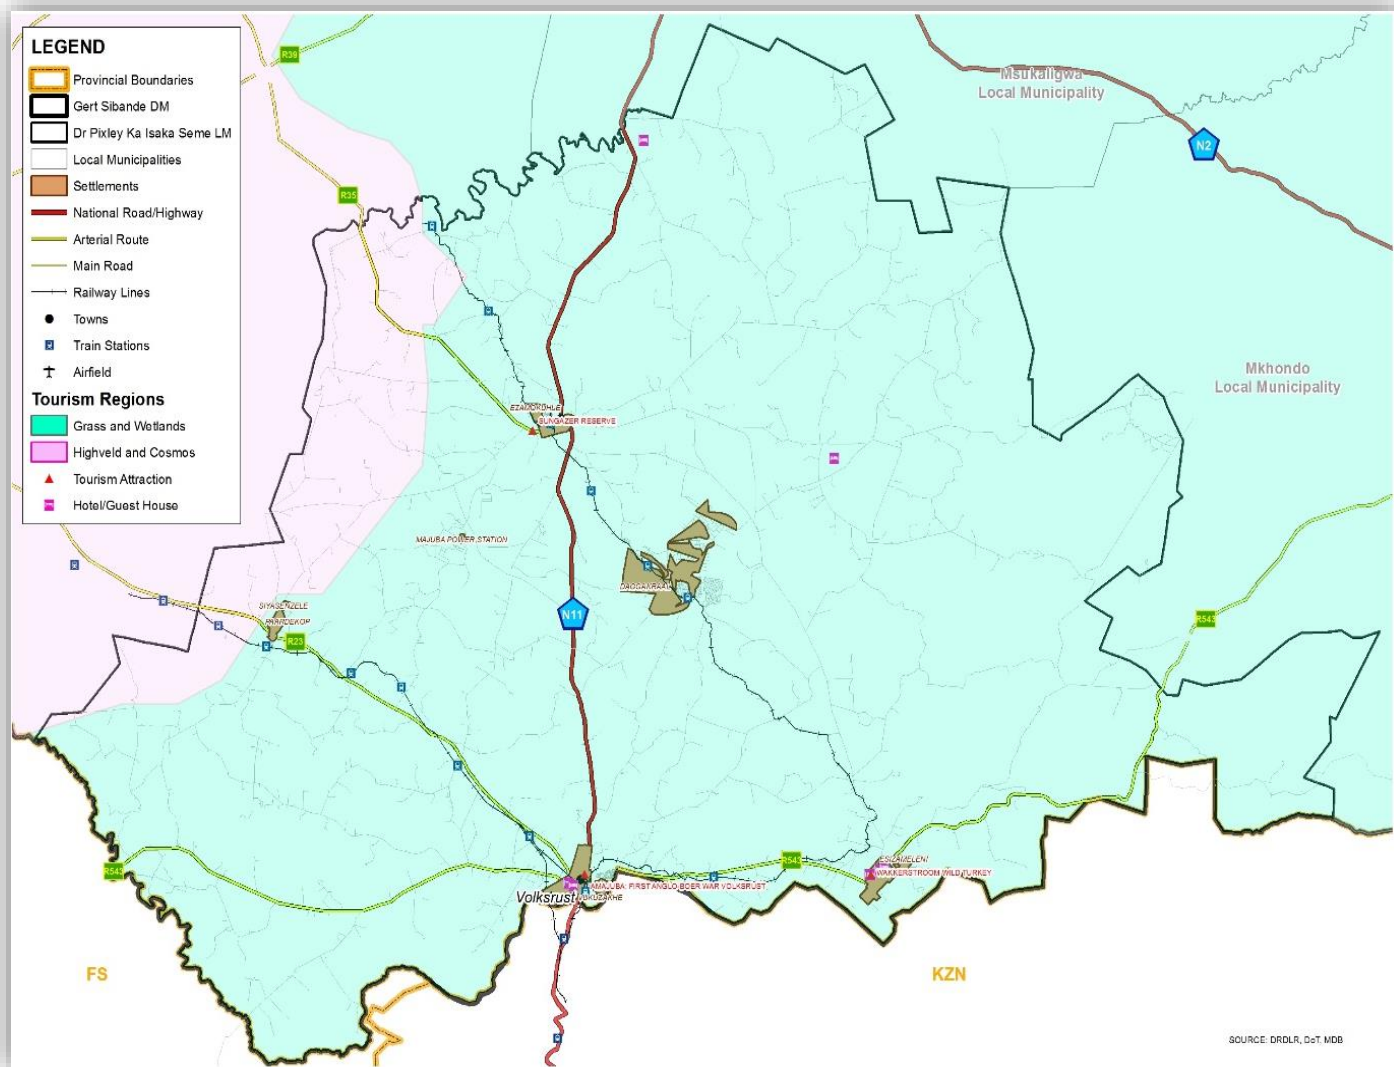 LEGEND
Provincial Boundaries
Gert Sibande DM
Dr Pixley Ka Isaka Seme LM
Local Municipalities
Settlements
National Road/Highway
Arterial Route
Main Road
Railway Lines
Towns
Train Stations
Airfield
Tourism Regions
Grass and Wetlands
Highveld and Cosmos
Tourism Attraction
Hotel/Guest House
R39
Msukaligwa
Local Municipality
N2
R35
Mkhondo
Local Municipality
EZAMOKUHLE
SUNGAZER RESERVE
MAJUBA POWER STATION
DAGGAKRAAL
SIYAZENZELE
PERDEKOP
R23
N11
R543
R543
R543
ESIZAMELENI
WAKKERSTROOM WILD TURKEY
AMAJUBA: FIRST ANGLO BOER WAR VOLKSRUST
Volksrust
VUKUZAKHE
FS
KZN
SOURCE: DRDLR, DoT, MDB